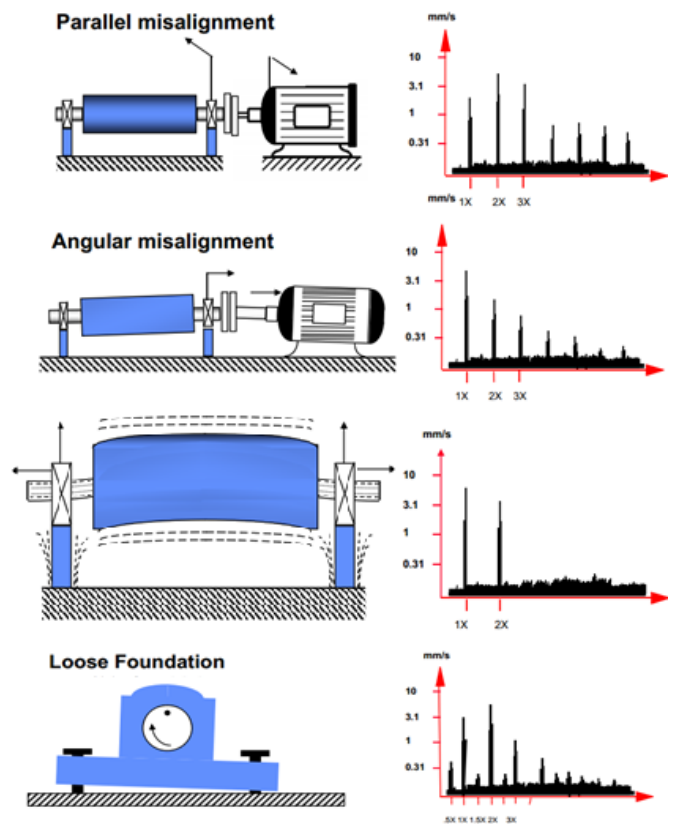 Parallel misalignment
mm/s
10
3.1
1
0.31
1X 2X 3X
Angular misalignment
mm/s
10
3.1
1
0.31
1X 2X 3X
mm/s
10
3.1
1
0.31
1X 2X
Loose Foundation
mm/s
10
3.1
1
0.31
.5X 1X 1.5X 2X 3X